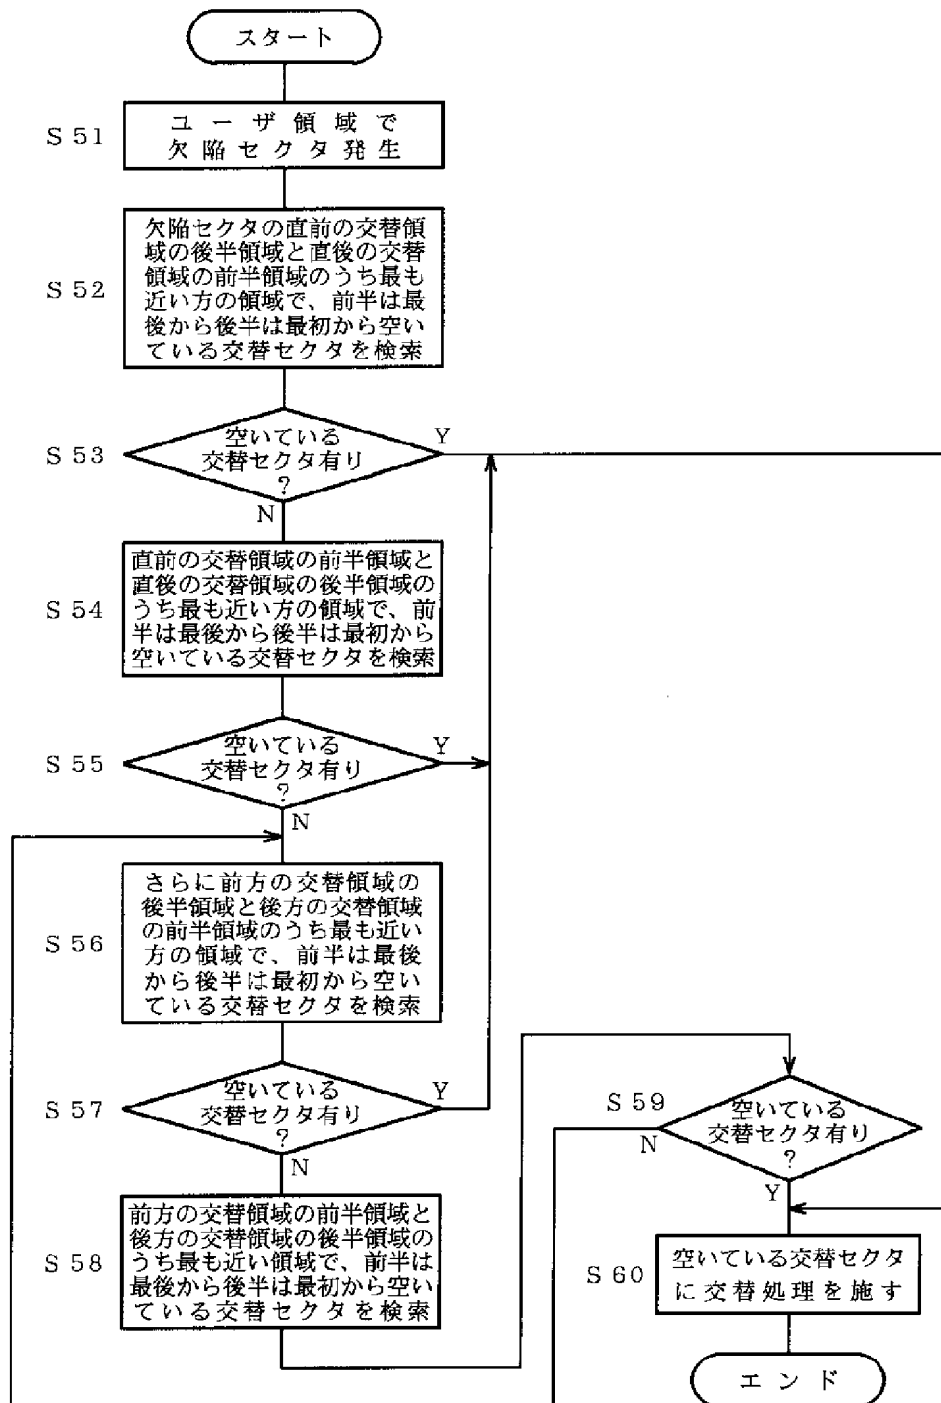 スタート
S 51
ユーザ領域で
欠陥セクタ発生
S 52
欠陥セクタの直前の交替領
域の後半領域と直後の交替
領域の前半領域のうち最も
近い方の領域で、前半は最
後から後半は最初から空い
ている交替セクタを検索
S 53
空いている
交替セクタ有り
?
Y
N
S 54
直前の交替領域の前半領域と
直後の交替領域の後半領域の
うち最も近い方の領域で、前
半は最後から後半は最初から
空いている交替セクタを検索
S 55
空いている
交替セクタ有り
?
Y
N
S 56
さらに前方の交替領域の
後半領域と後方の交替領域
の前半領域のうち最も近い
方の領域で、前半は最後
から後半は最初から空い
ている交替セクタを検索
S 57
空いている
交替セクタ有り
?
Y
N
S 58
前方の交替領域の前半領域と
後方の交替領域の後半領域の
うち最も近い領域で、前半は
最後から後半は最初から空い
ている交替セクタを検索
S 59
空いている
交替セクタ有り
?
N
Y
S 60
空いている交替セクタ
に交替処理を施す
エンド